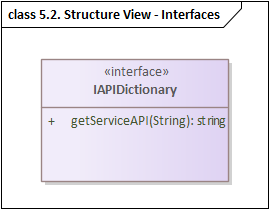 class 5.2. Structure View - Interfaces
«interface»
IAPIDictionary
+ getServiceAPI(String): string